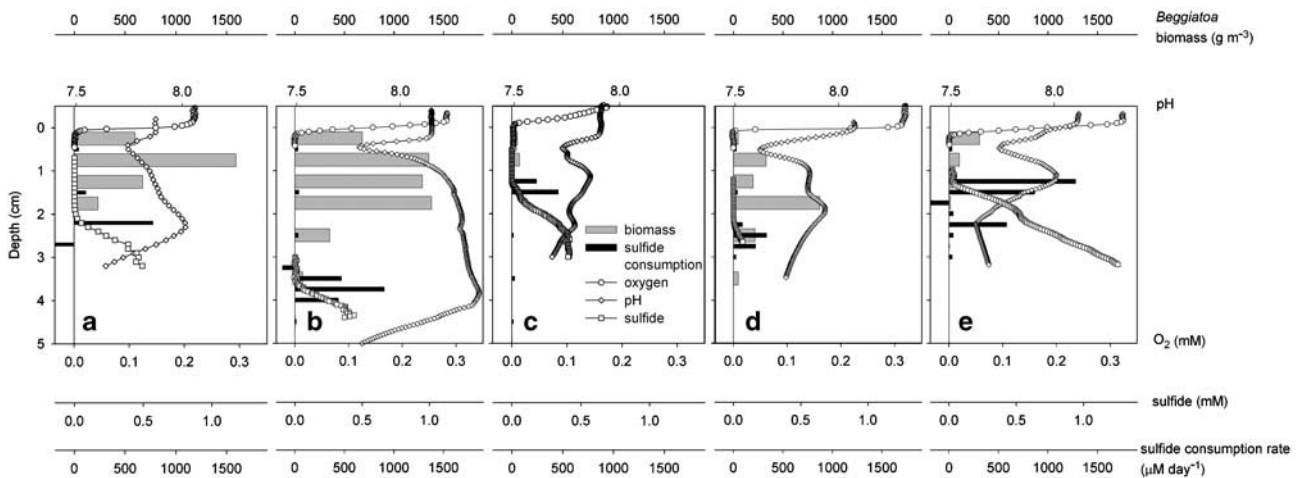 0 500 1000 1500 0 500 1000 1500 0 500 1000 1500 0 500 1000 1500 0 500 1000 1500 Beggiatoa
biomass (g m⁻³)
7.5 8.0 7.5 8.0 7.5 8.0 7.5 8.0 7.5 8.0 pH
0
1
2
3
4
5
Depth (cm)
biomass
sulfide
consumption
oxygen
pH
sulfide
a b c d e
O₂ (mM)
0.0 0.1 0.2 0.3 0.0 0.1 0.2 0.3 0.0 0.1 0.2 0.3 0.0 0.1 0.2 0.3 0.0 0.1 0.2 0.3
sulfide (mM)
0.0 0.5 1.0 0.0 0.5 1.0 0.0 0.5 1.0 0.0 0.5 1.0 0.0 0.5 1.0
sulfide consumption rate
0 500 1000 1500 0 500 1000 1500 0 500 1000 1500 0 500 1000 1500 0 500 1000 1500 (µM day⁻¹)